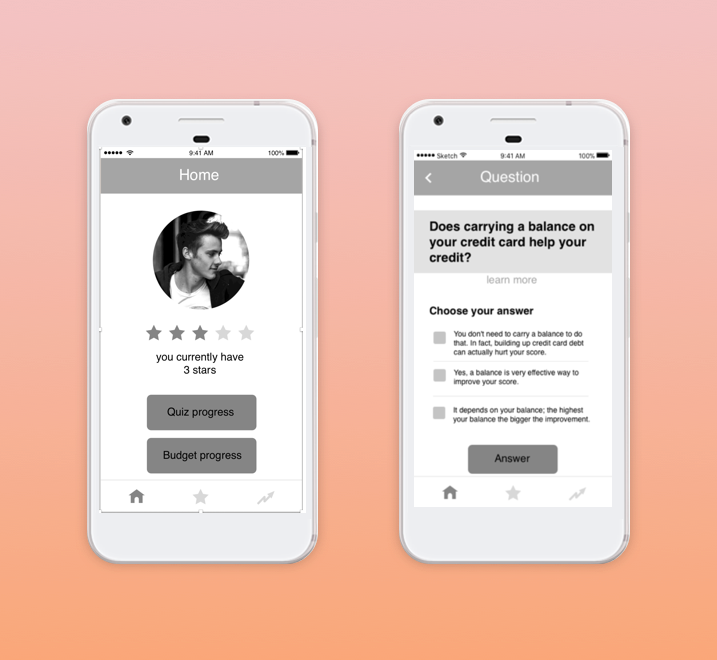 9:41 AM 100%
Home
you currently have
3 stars
Quiz progress
Budget progress
Sketch 9:41 AM 100%
Question
Does carrying a balance on
your credit card help your
credit?
learn more
Choose your answer
You don't need to carry a balance to do
that. In fact, building up credit card debt
can actually hurt your score.
Yes, a balance is very effective way to
improve your score.
It depends on your balance; the highest
your balance the bigger the improvement.
Answer